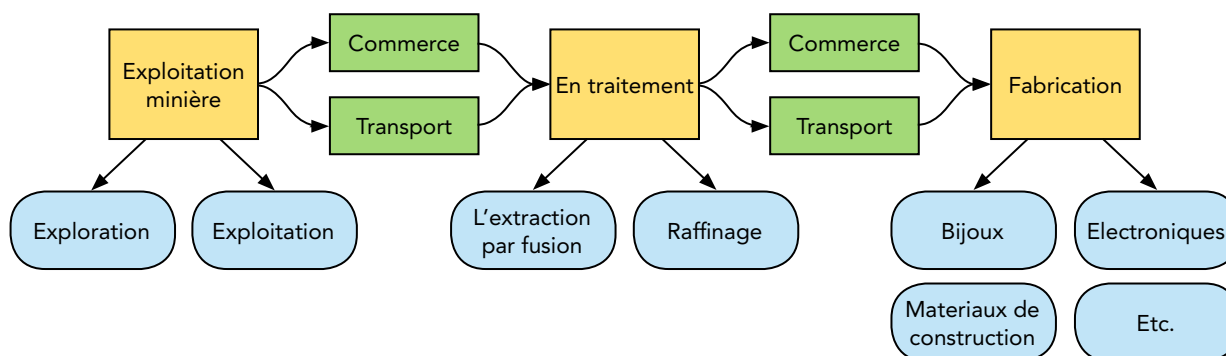 Exploitation
minière
Commerce
Transport
En traitement
Commerce
Transport
Fabrication
Exploration
Exploitation
L'extraction
par fusion
Raffinage
Bijoux
Electroniques
Materiaux de
construction
Etc.